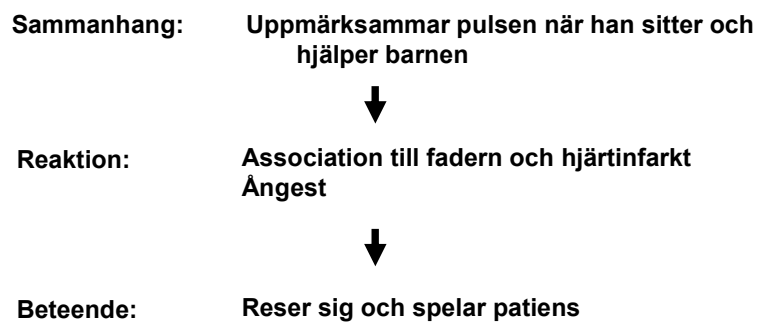 Sammanhang: Uppmärksammar pulsen när han sitter och
hjälper barnen
Reaktion: Association till fadern och hjärtinfarkt
Ångest
Beteende: Reser sig och spelar patiens